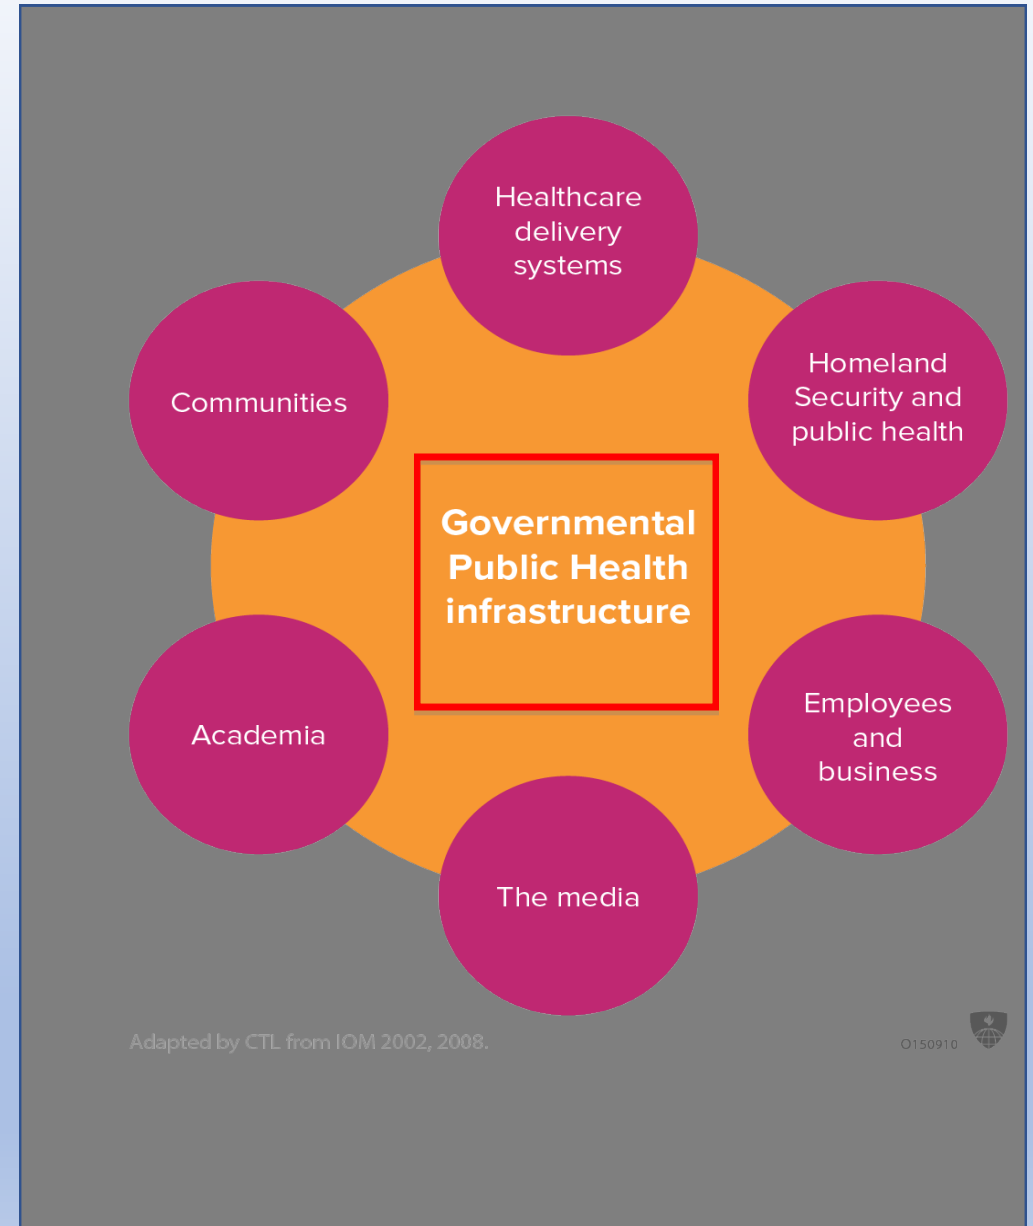 Healthcare
delivery
systems
Homeland
Security and
public health
Communities
Governmental
Public Health
infrastructure
Employees
and
business
Academia
The media
Adapted by CTL from IOM 2002, 2008.
O150910